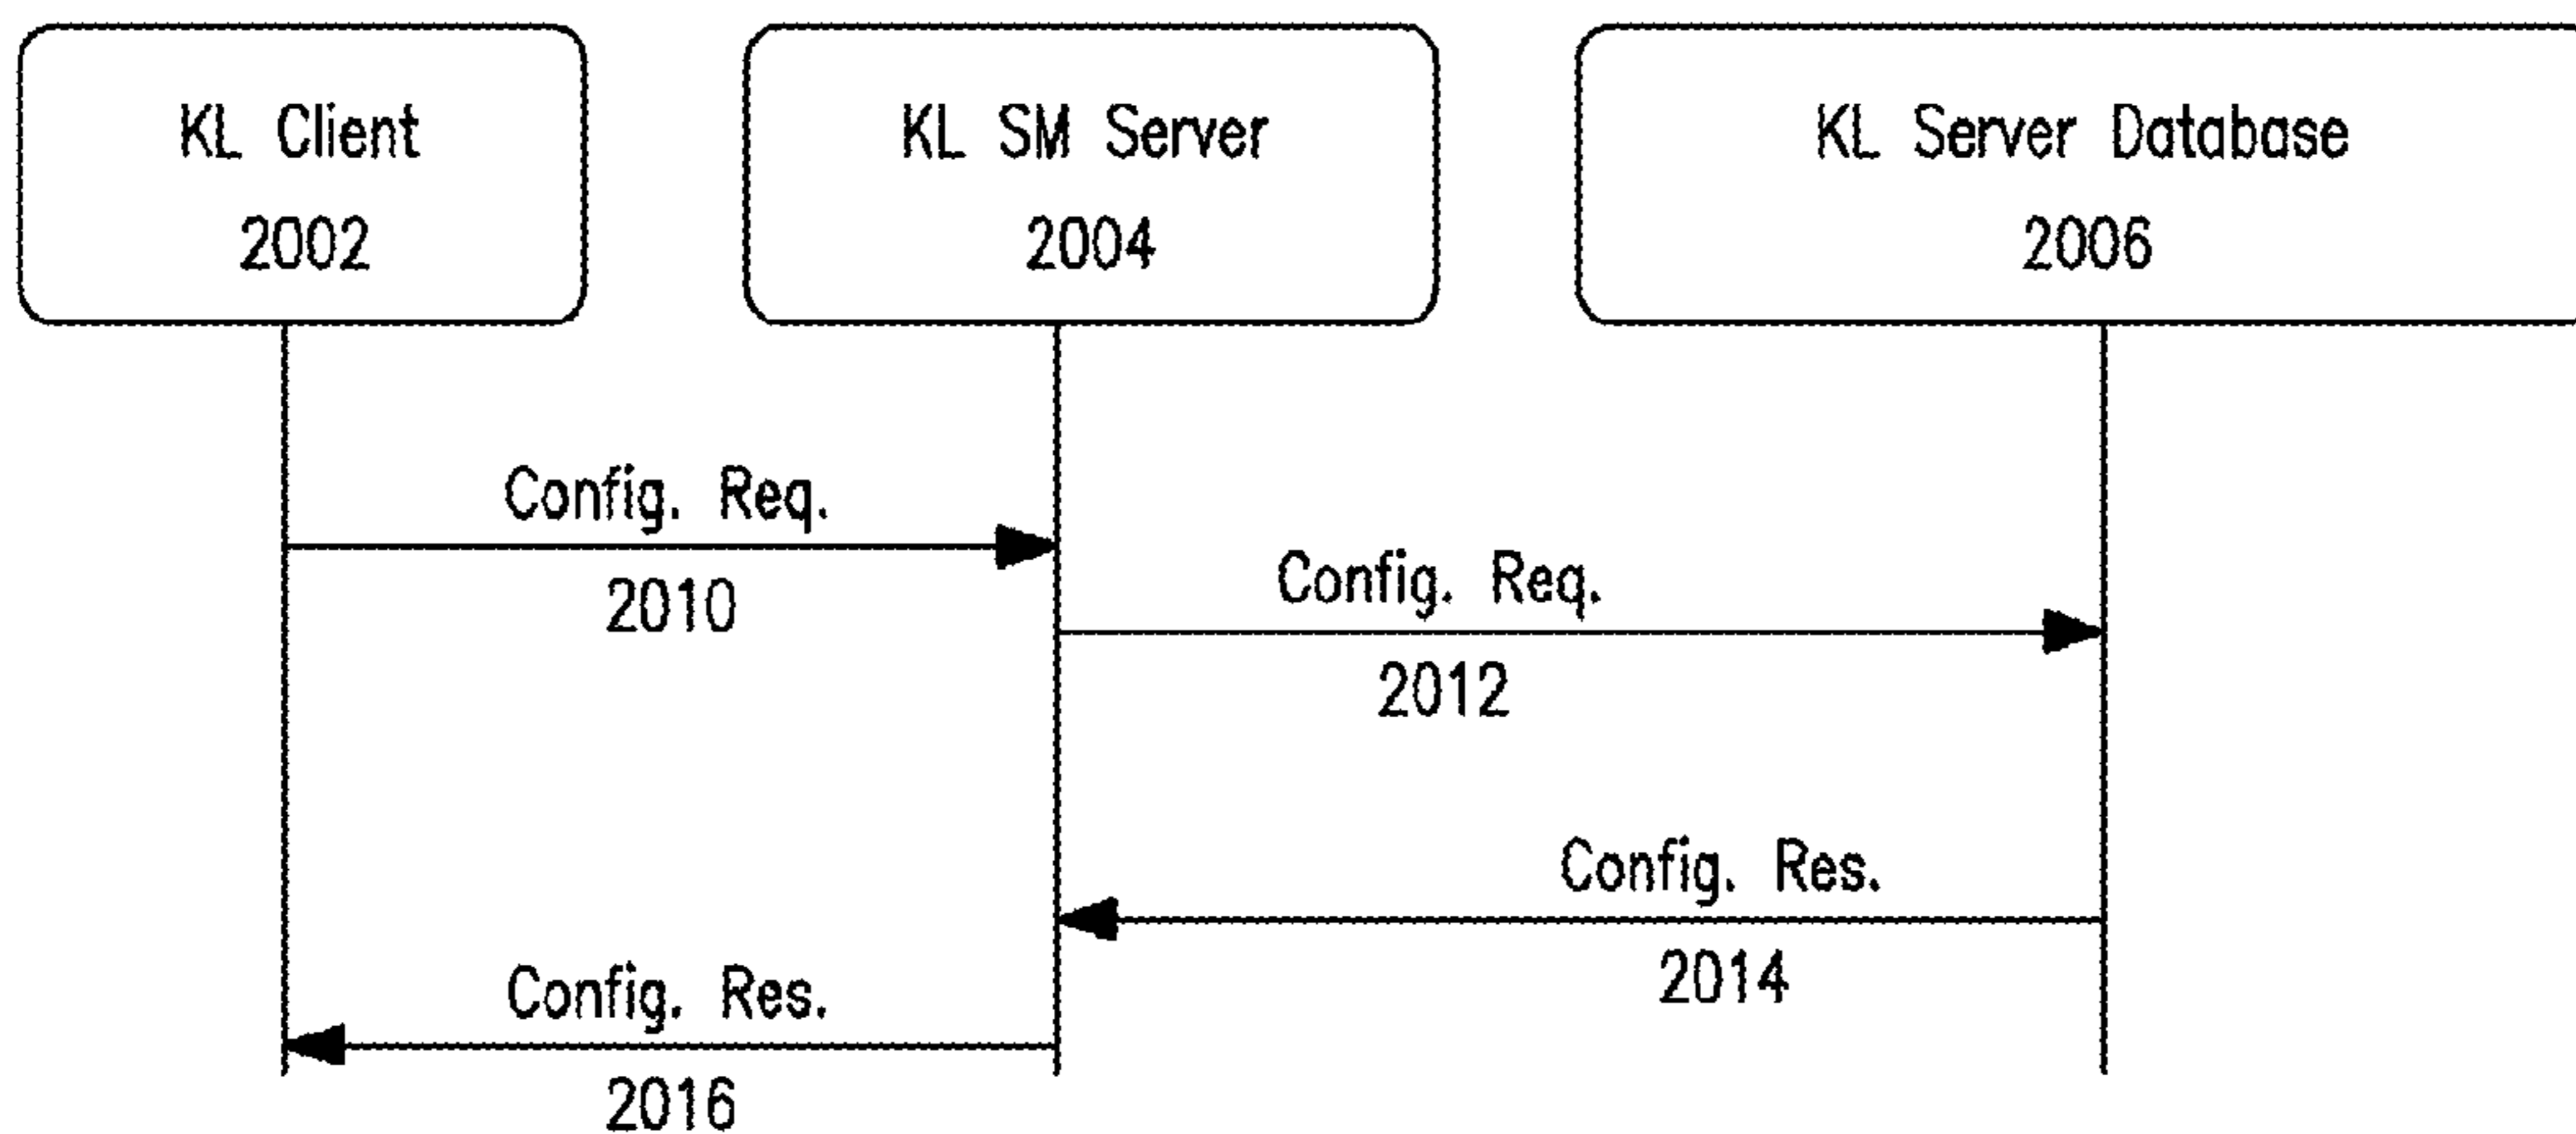 KL Client
2002
KL SM Server
2004
KL Server Database
2006
Config. Req.
2010
Config. Req.
2012
Config. Res.
2014
Config. Res.
2016